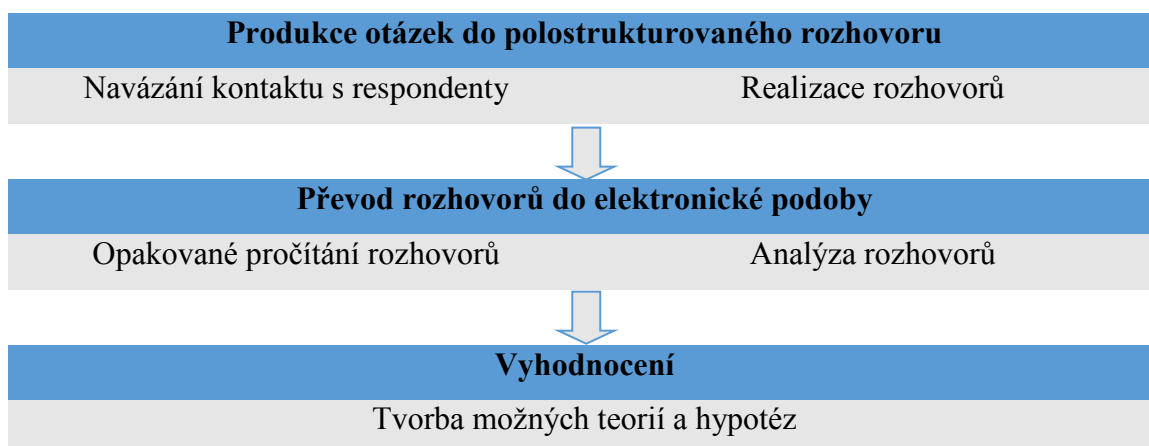 Produkce otázek do polostrukturovaného rozhovoru
Navázání kontaktu s respondenty
Realizace rozhovorů
Převod rozhovorů do elektronické podoby
Opakované pročítání rozhovorů
Analýza rozhovorů
Vyhodnocení
Tvorba možných teorií a hypotéz